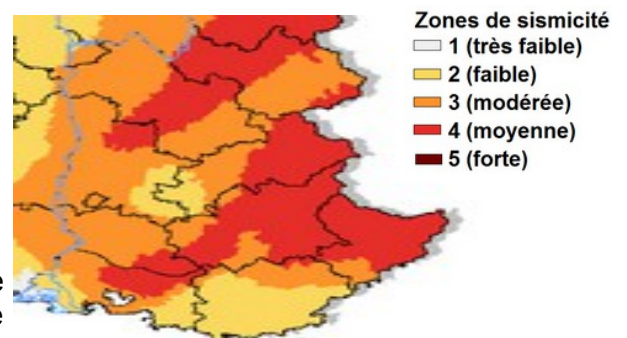 Zones de sismicité
1 (très faible)
2 (faible)
3 (modérée)
4 (moyenne)
5 (forte)
e
e